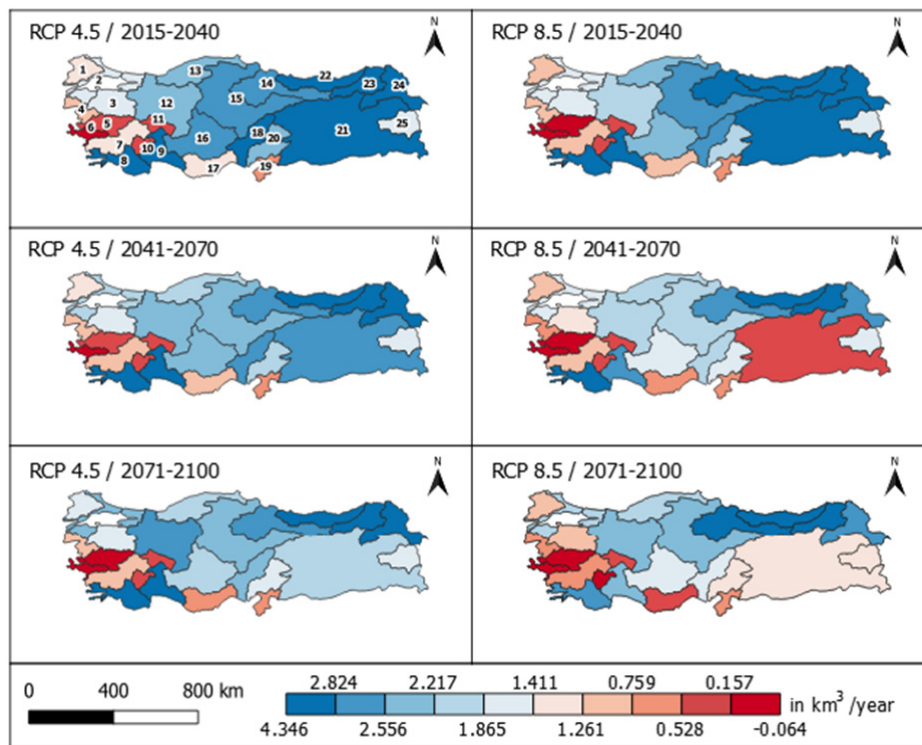 RCP 4.5 / 2015-2040
N
1
2
3
4
5
6
7
8
9
10
11
12
13
14
15
16
17
18
19
20
21
22
23
24
25
RCP 8.5 / 2015-2040
N
RCP 4.5 / 2041-2070
N
RCP 8.5 / 2041-2070
N
RCP 4.5 / 2071-2100
N
RCP 8.5 / 2071-2100
N
0 400 800 km
2.824 2.217 1.411 0.759 0.157
in km³/year
4.346 2.556 1.865 1.261 0.528 -0.064